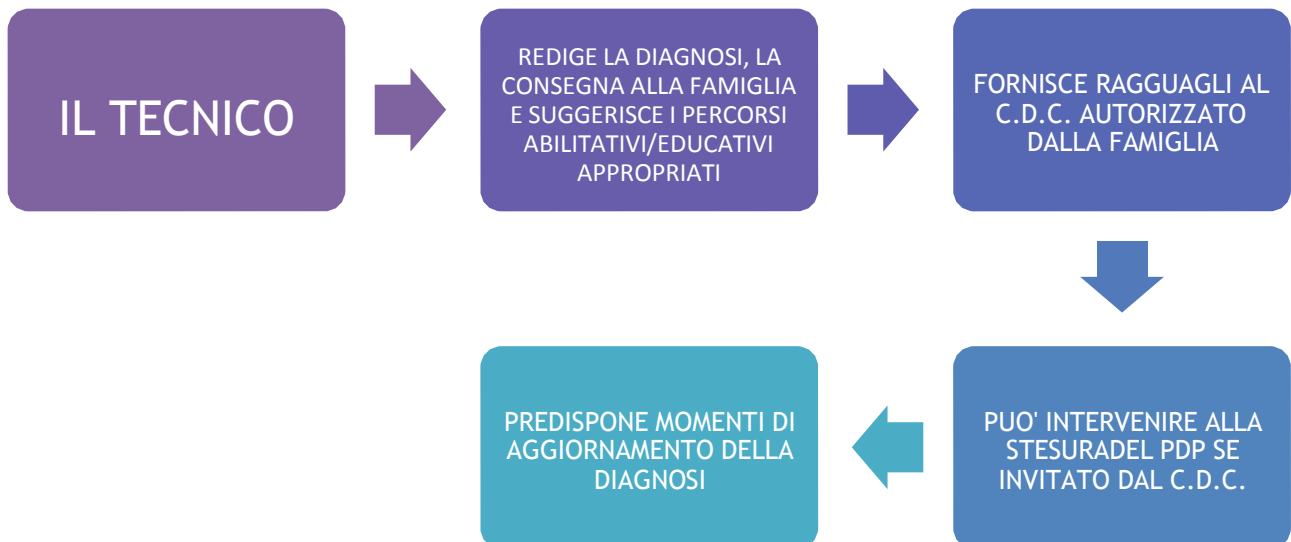 IL TECNICO
REDIGE LA DIAGNOSI, LA
CONSEGNA ALLA FAMIGLIA
E SUGGERISCE I PERCORSI
ABILITATIVI/EDUCATIVI
APPROPRIATI
FORNISCE RAGGUAGLI AL
C.D.C. AUTORIZZATO
DALLA FAMIGLIA
PUO' INTERVENIRE ALLA
STESURADEL PDP SE
INVITATO DAL C.D.C.
PREDISPONE MOMENTI DI
AGGIORNAMENTO DELLA
DIAGNOSI